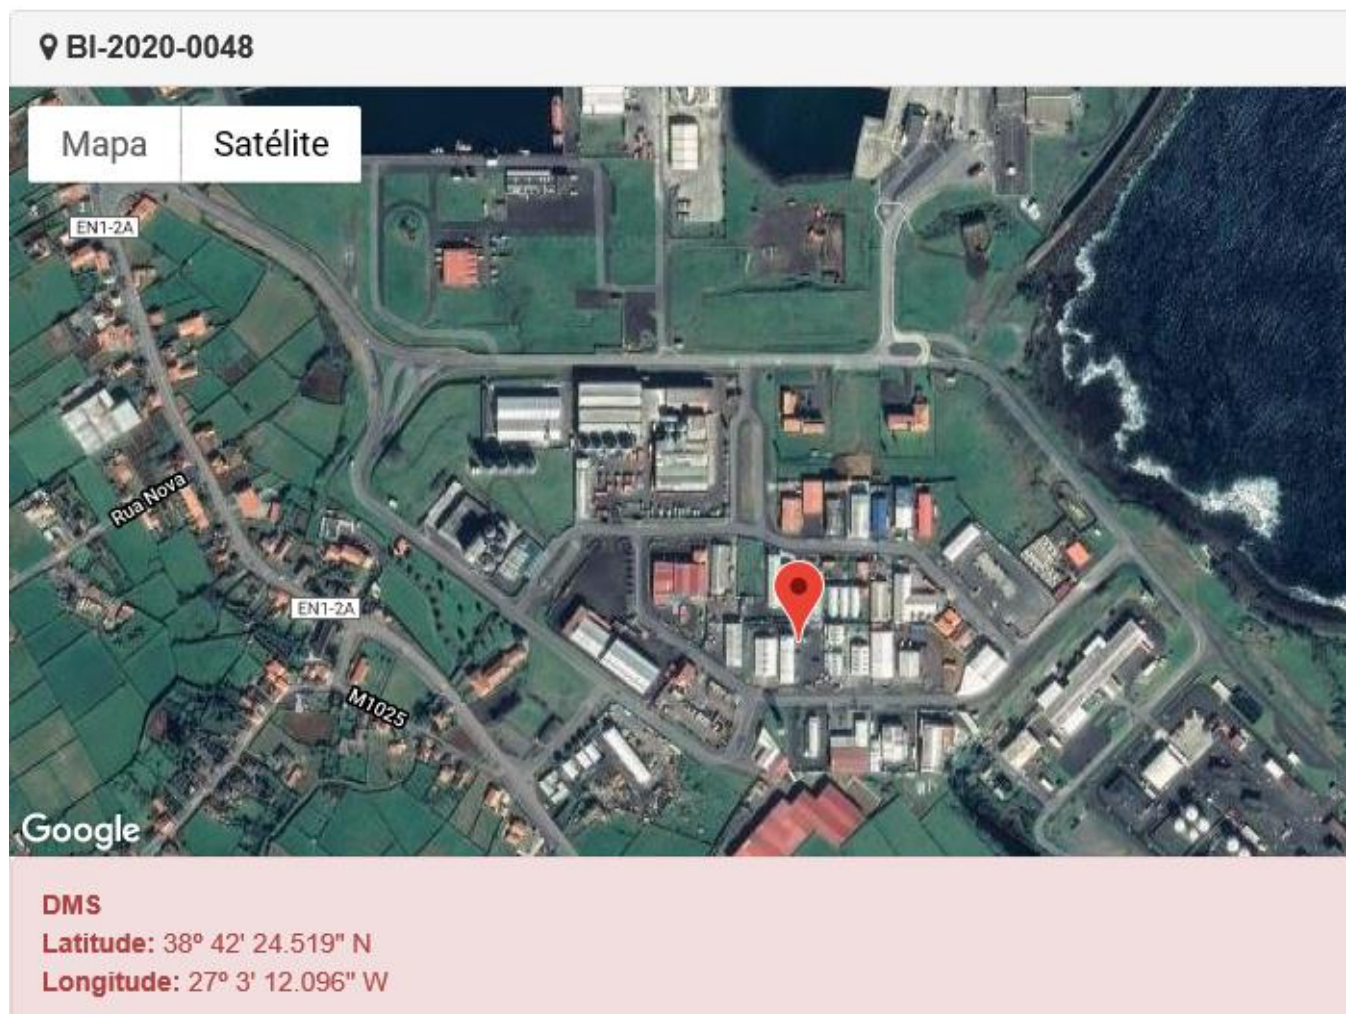 BI-2020-0048
Mapa Satélite
EN1-2A
Rua Nova
EN1-2A
M1025
Google
DMS
Latitude: 38º 42' 24.519" N
Longitude: 27º 3' 12.096" W